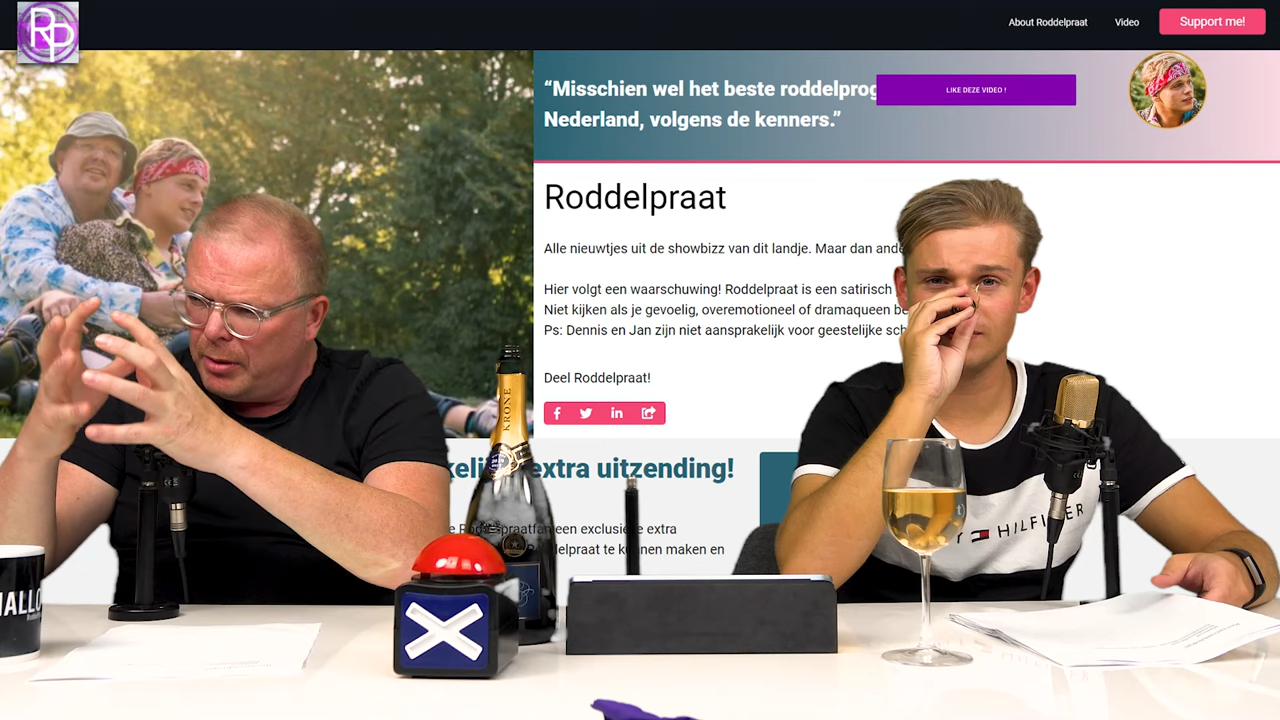 RP
About Roddelpraat
Video
Support me!
“Misschien wel het beste roddelprog
Nederland, volgens de kenners.”
LIKE DEZE VIDEO !
Roddelpraat
Alle nieuwtjes uit de showbizz van dit landje. Maar dan ande
Hier volgt een waarschuwing! Roddelpraat is een satirisch
Niet kijken als je gevoelig, overemotioneel of dramaqueen be
Ps: Dennis en Jan zijn niet aansprakelijk voor geestelijke sch
Deel Roddelpraat!
KRONE
extra uitzending!
een exclusieve extra
delpraat te kunnen maken en
HILFIGER
HALLO